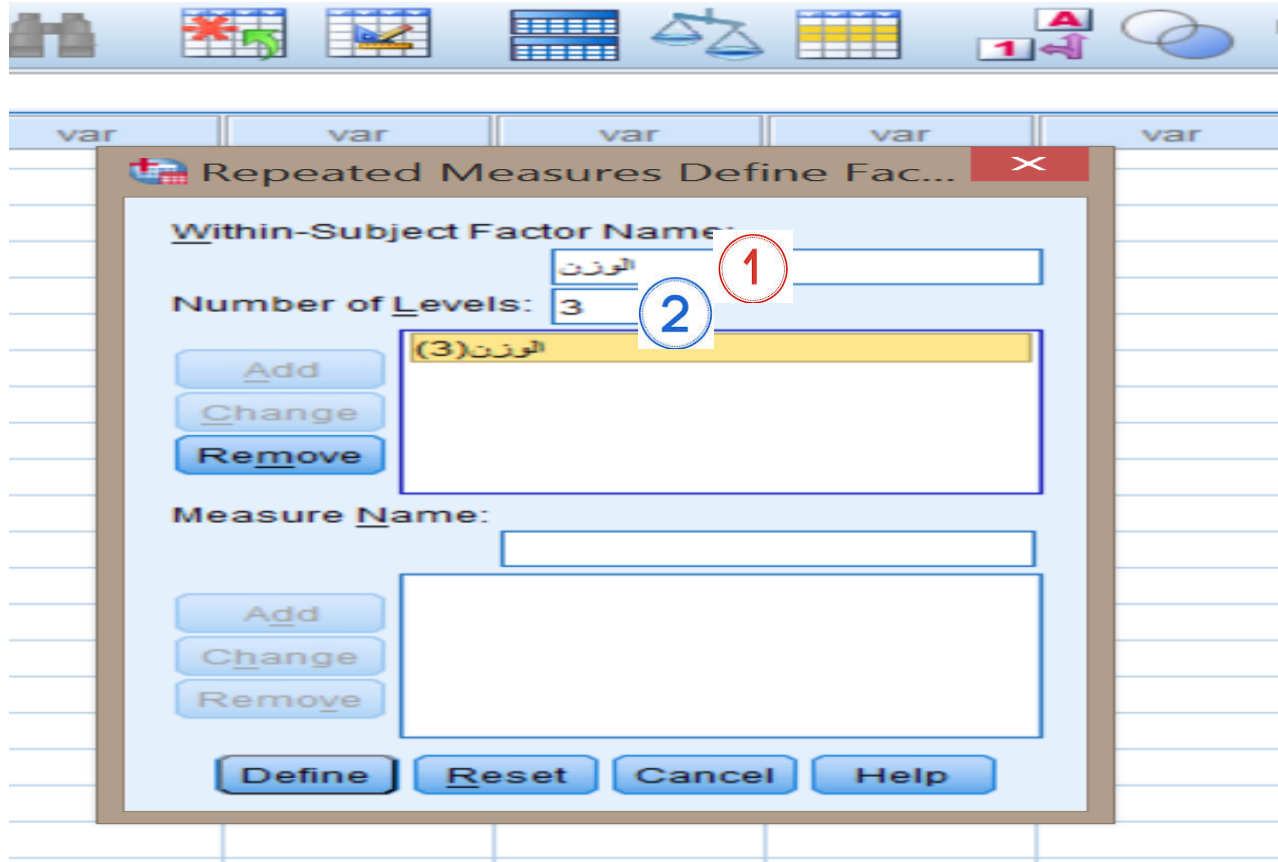 A
1
var var var var var
Repeated Measures Define Fac...
Within-Subject Factor Name:
الوزن
1
Number of Levels: 3
2
الوزن(3)
Add
Change
Remove
Measure Name:
Add
Change
Remove
Define Reset Cancel Help